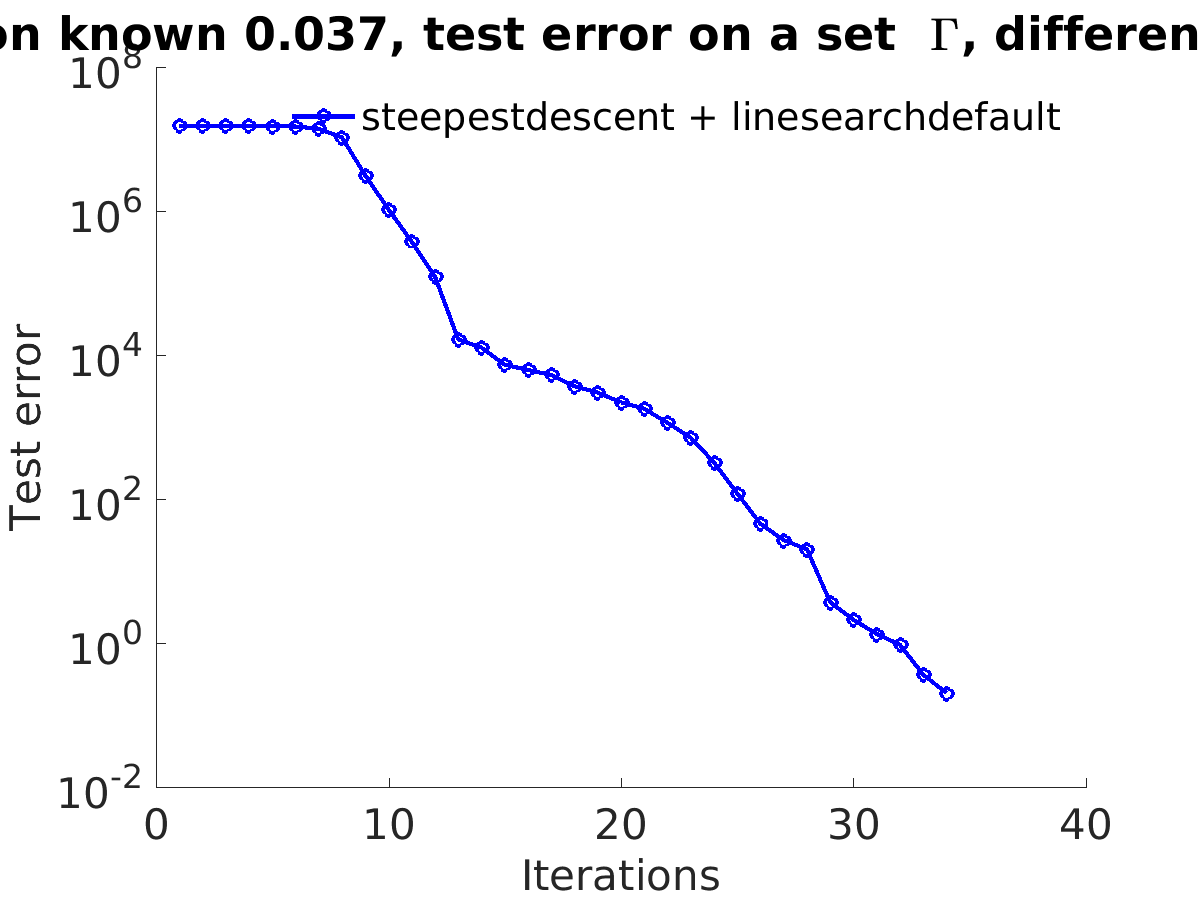 on known 0.037, test error on a set Γ, differen
10^8
steepestdescent + linesearchdefault
10^6
10^4
10^2
10^0
10^-2
Test error
0 10 20 30 40
Iterations